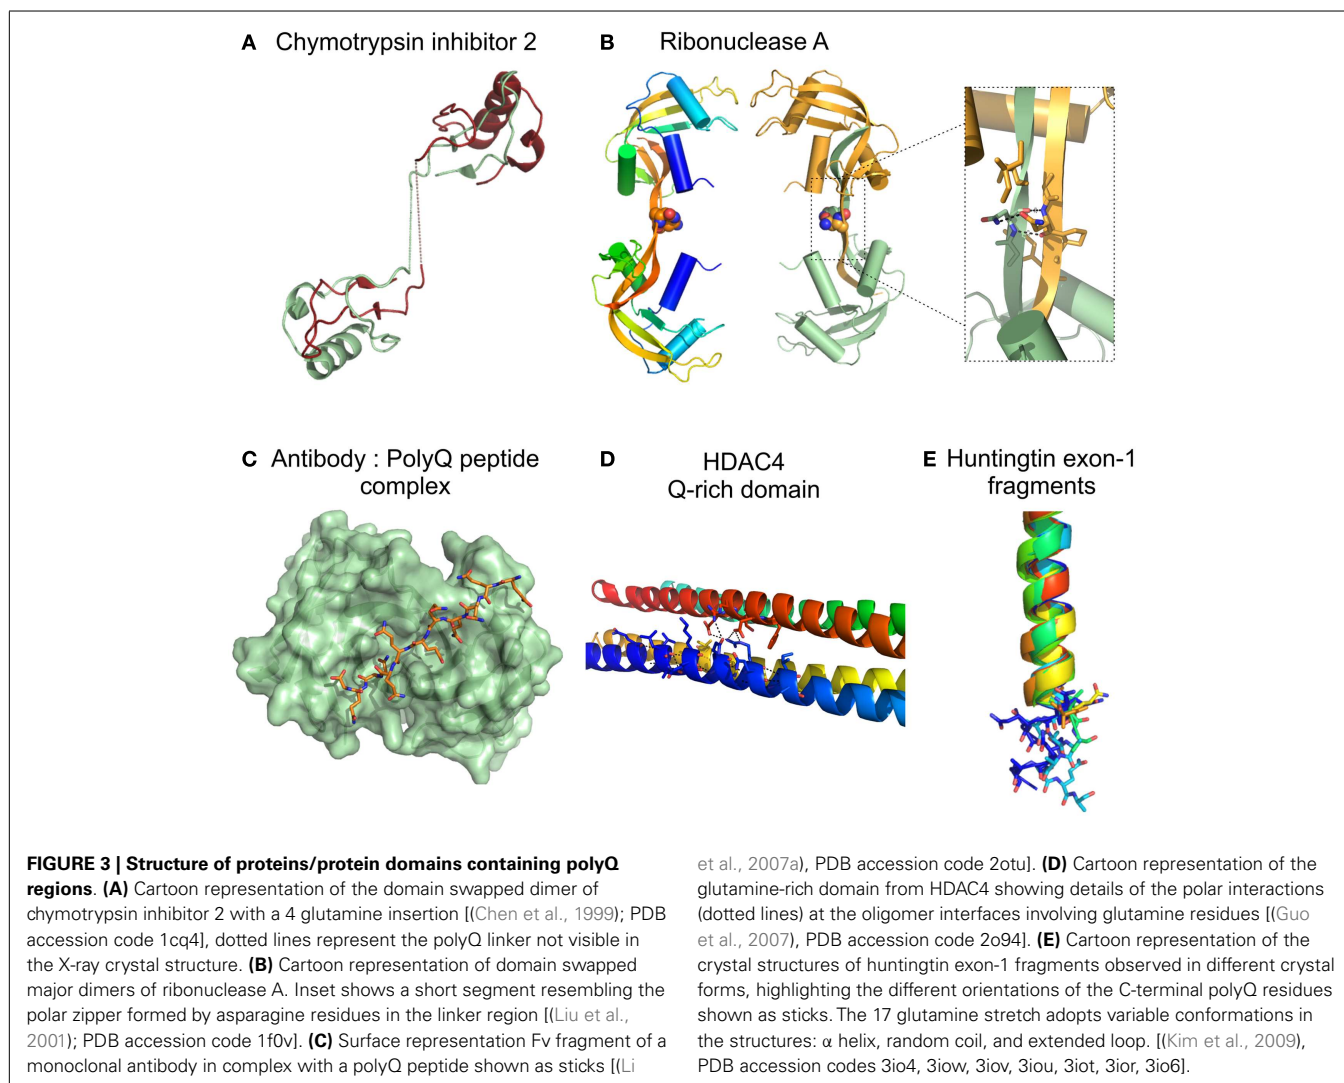 A Chymotrypsin inhibitor 2
B Ribonuclease A
C Antibody : PolyQ peptide
complex
D HDAC4
Q-rich domain
E Huntingtin exon-1
fragments
FIGURE 3 | Structure of proteins/protein domains containing polyQ
regions. (A) Cartoon representation of the domain swapped dimer of
chymotrypsin inhibitor 2 with a 4 glutamine insertion [(Chen et al., 1999); PDB
accession code 1cq4], dotted lines represent the polyQ linker not visible in
the X-ray crystal structure. (B) Cartoon representation of domain swapped
major dimers of ribonuclease A. Inset shows a short segment resembling the
polar zipper formed by asparagine residues in the linker region [(Liu et al.,
2001); PDB accession code 1f0v]. (C) Surface representation Fv fragment of a
monoclonal antibody in complex with a polyQ peptide shown as sticks [(Li
et al., 2007a), PDB accession code 2otu]. (D) Cartoon representation of the
glutamine-rich domain from HDAC4 showing details of the polar interactions
(dotted lines) at the oligomer interfaces involving glutamine residues [(Guo
et al., 2007), PDB accession code 2o94]. (E) Cartoon representation of the
crystal structures of huntingtin exon-1 fragments observed in different crystal
forms, highlighting the different orientations of the C-terminal polyQ residues
shown as sticks. The 17 glutamine stretch adopts variable conformations in
the structures: α helix, random coil, and extended loop. [(Kim et al., 2009),
PDB accession codes 3io4, 3iow, 3iov, 3iou, 3iot, 3ior, 3io6].